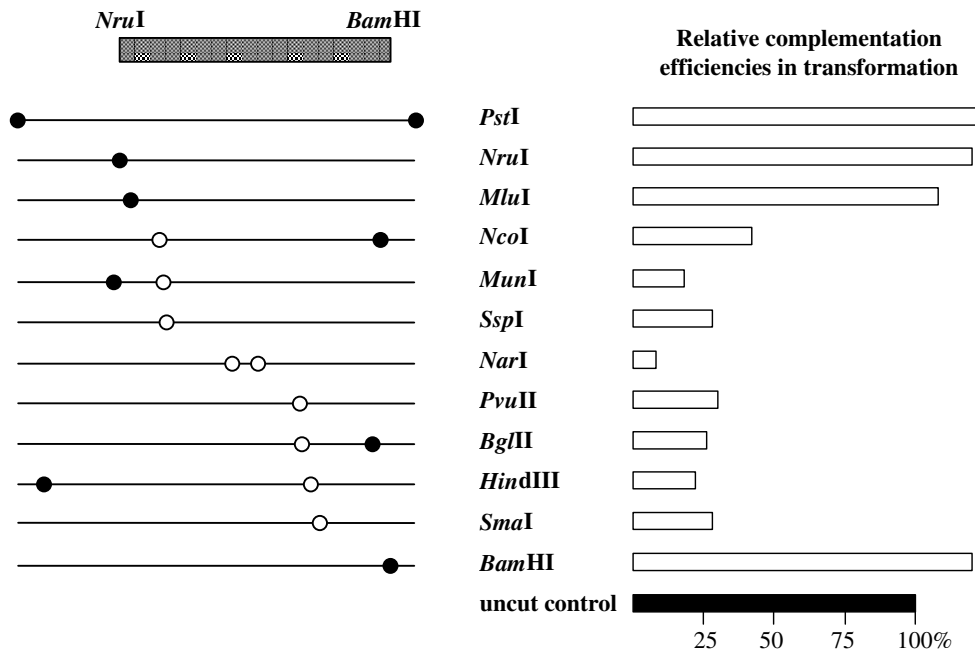 NruI
BamHI
Relative complementation
efficiencies in transformation
PstI
NruI
MluI
NcoI
MunI
SspI
NarI
PvuII
BglII
HindIII
SmaI
BamHI
uncut control
25 50 75 100%